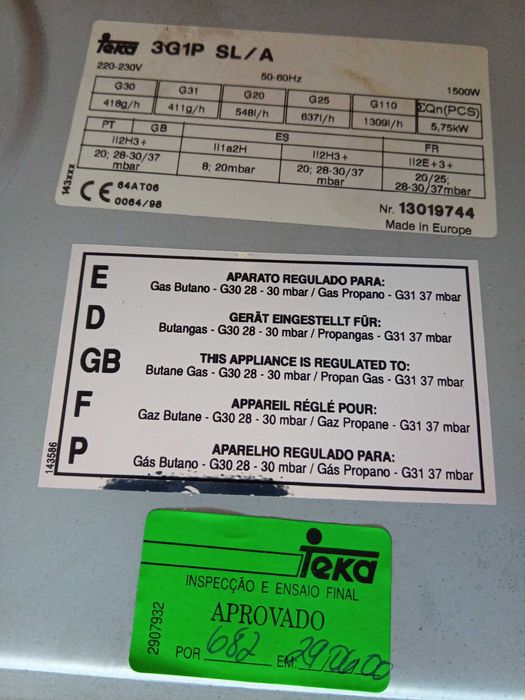 Teka 3G1P SL/A
220-230V 50-60Hz 1500W
G30 G31 G20 G25 G110 ΣQn(PCS)
418g/h 411g/h 548l/h 637l/h 1309l/h 5,75kW
PT GB ES FR
II2H3+ II1a2H II2H3+ II2E+3+
20; 28-30/37 mbar 8; 20mbar 20; 28-30/37 mbar 20/25; 28-30/37mbar
143xxx
CE 64AT06
0064/98
Nr. 13019744
Made in Europe
E APARATO REGULADO PARA:
Gas Butano - G30 28 - 30 mbar / Gas Propano - G31 37 mbar
D GERÄT EINGESTELLT FÜR:
Butangas - G30 28 - 30 mbar / Propangas - G31 37 mbar
GB THIS APPLIANCE IS REGULATED TO:
Butane Gas - G30 28 - 30 mbar / Propan Gas - G31 37 mbar
F APPAREIL RÉGLÉ POUR:
Gaz Butane - G30 28 - 30 mbar / Gaz Propane - G31 37 mbar
P APARELHO REGULADO PARA:
Gás Butano - G30 28 - 30 mbar / Gás Propano - G31 37 mbar
143586
Teka
INSPECÇÃO E ENSAIO FINAL
APROVADO
POR 682 EM 29/06/00
2907932